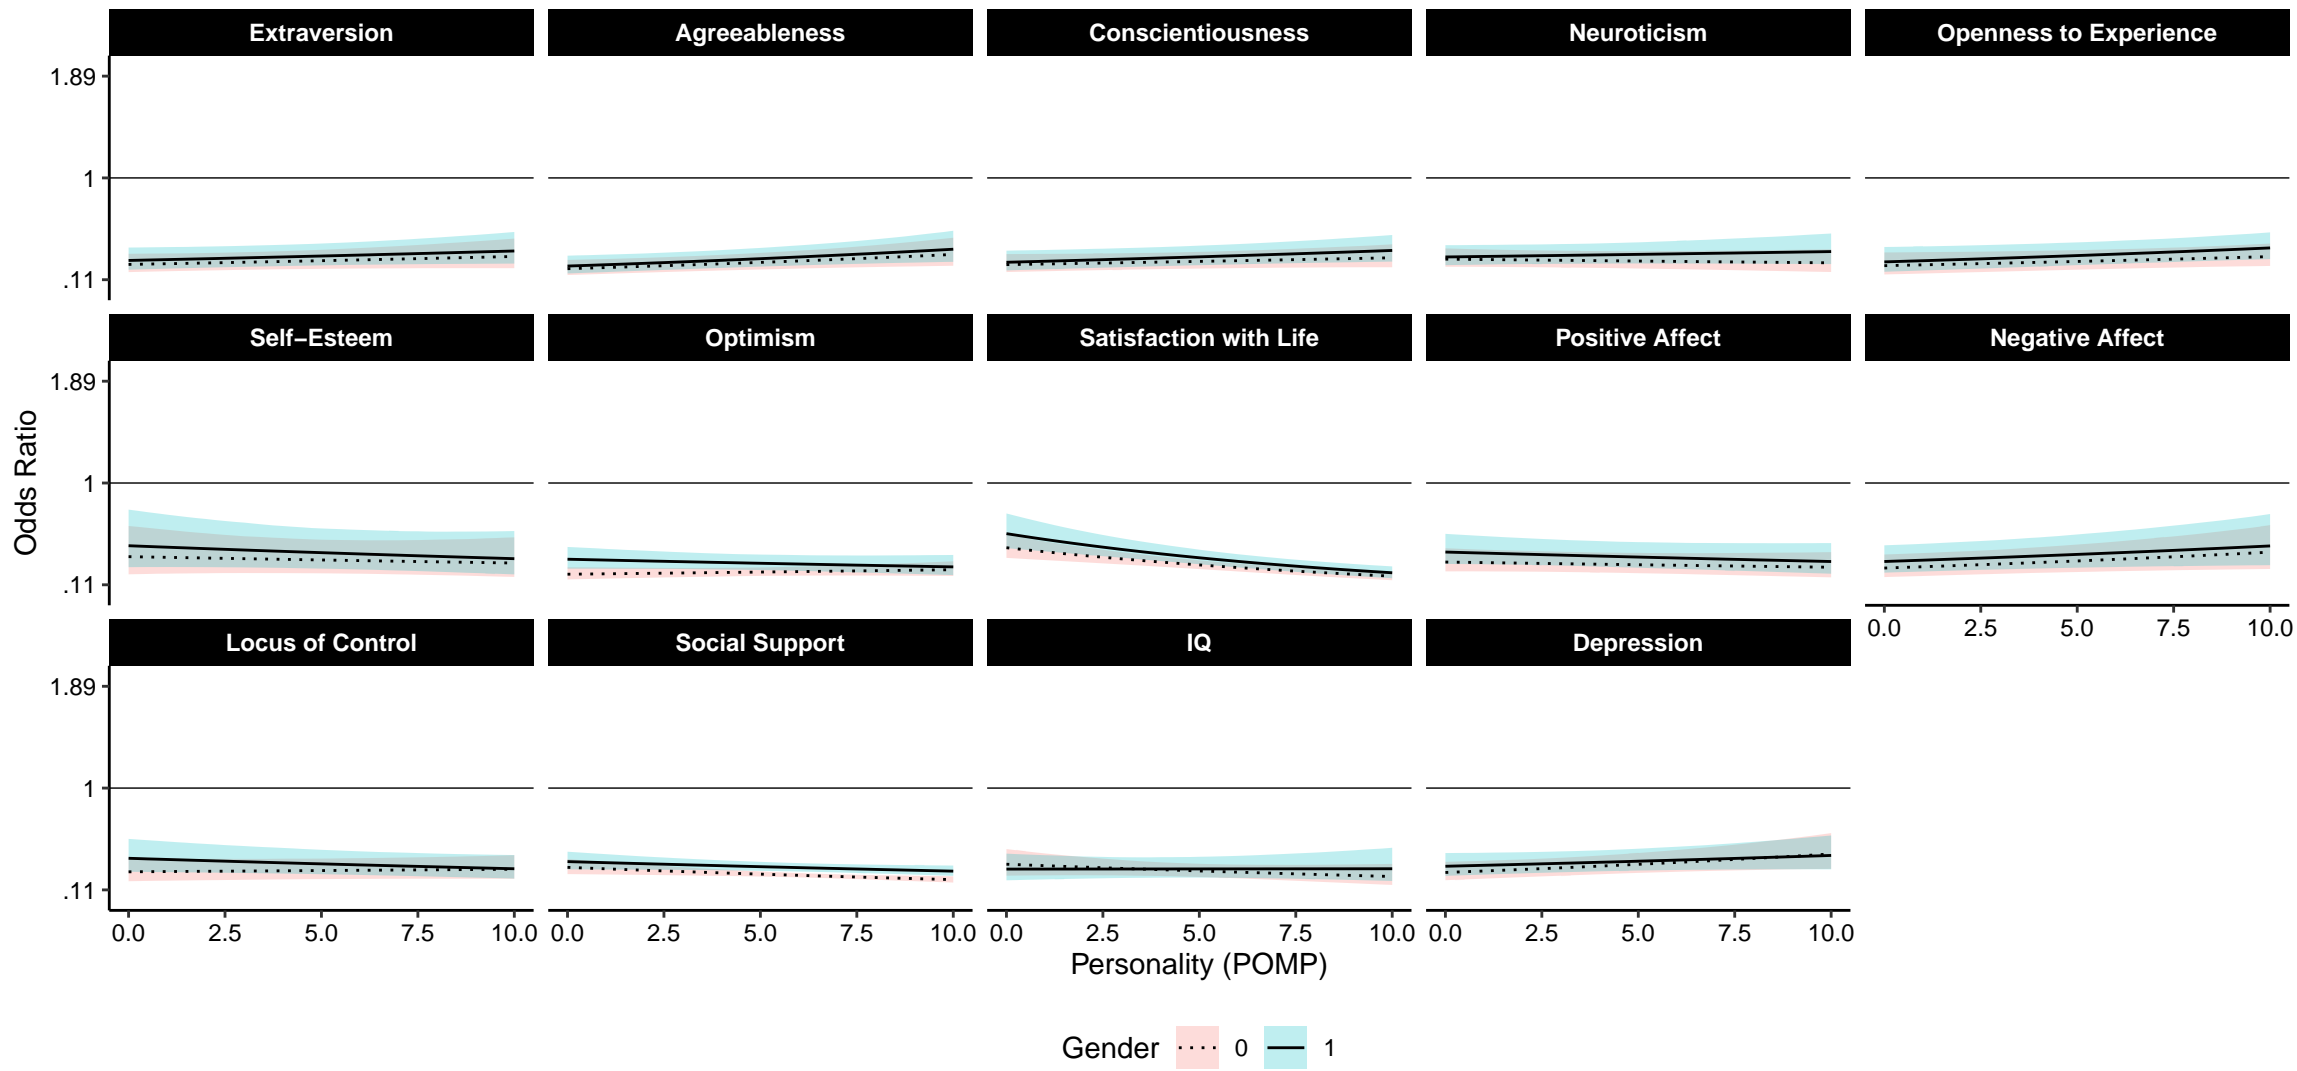 Extraversion Agreeableness Conscientiousness Neuroticism Openness to Experience
1.89
1
.11
Self−Esteem Optimism Satisfaction with Life Positive Affect Negative Affect
1.89
1
.11
0.0 2.5 5.0 7.5 10.0
Locus of Control Social Support IQ Depression
1.89
1
.11
0.0 2.5 5.0 7.5 10.0 0.0 2.5 5.0 7.5 10.0 0.0 2.5 5.0 7.5 10.0 0.0 2.5 5.0 7.5 10.0
Odds Ratio
Personality (POMP)
Gender 0 1